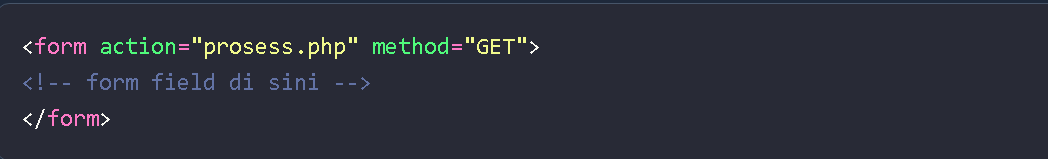 <form action="prosess.php" method="GET">
<!-- form field di sini -->
</form>